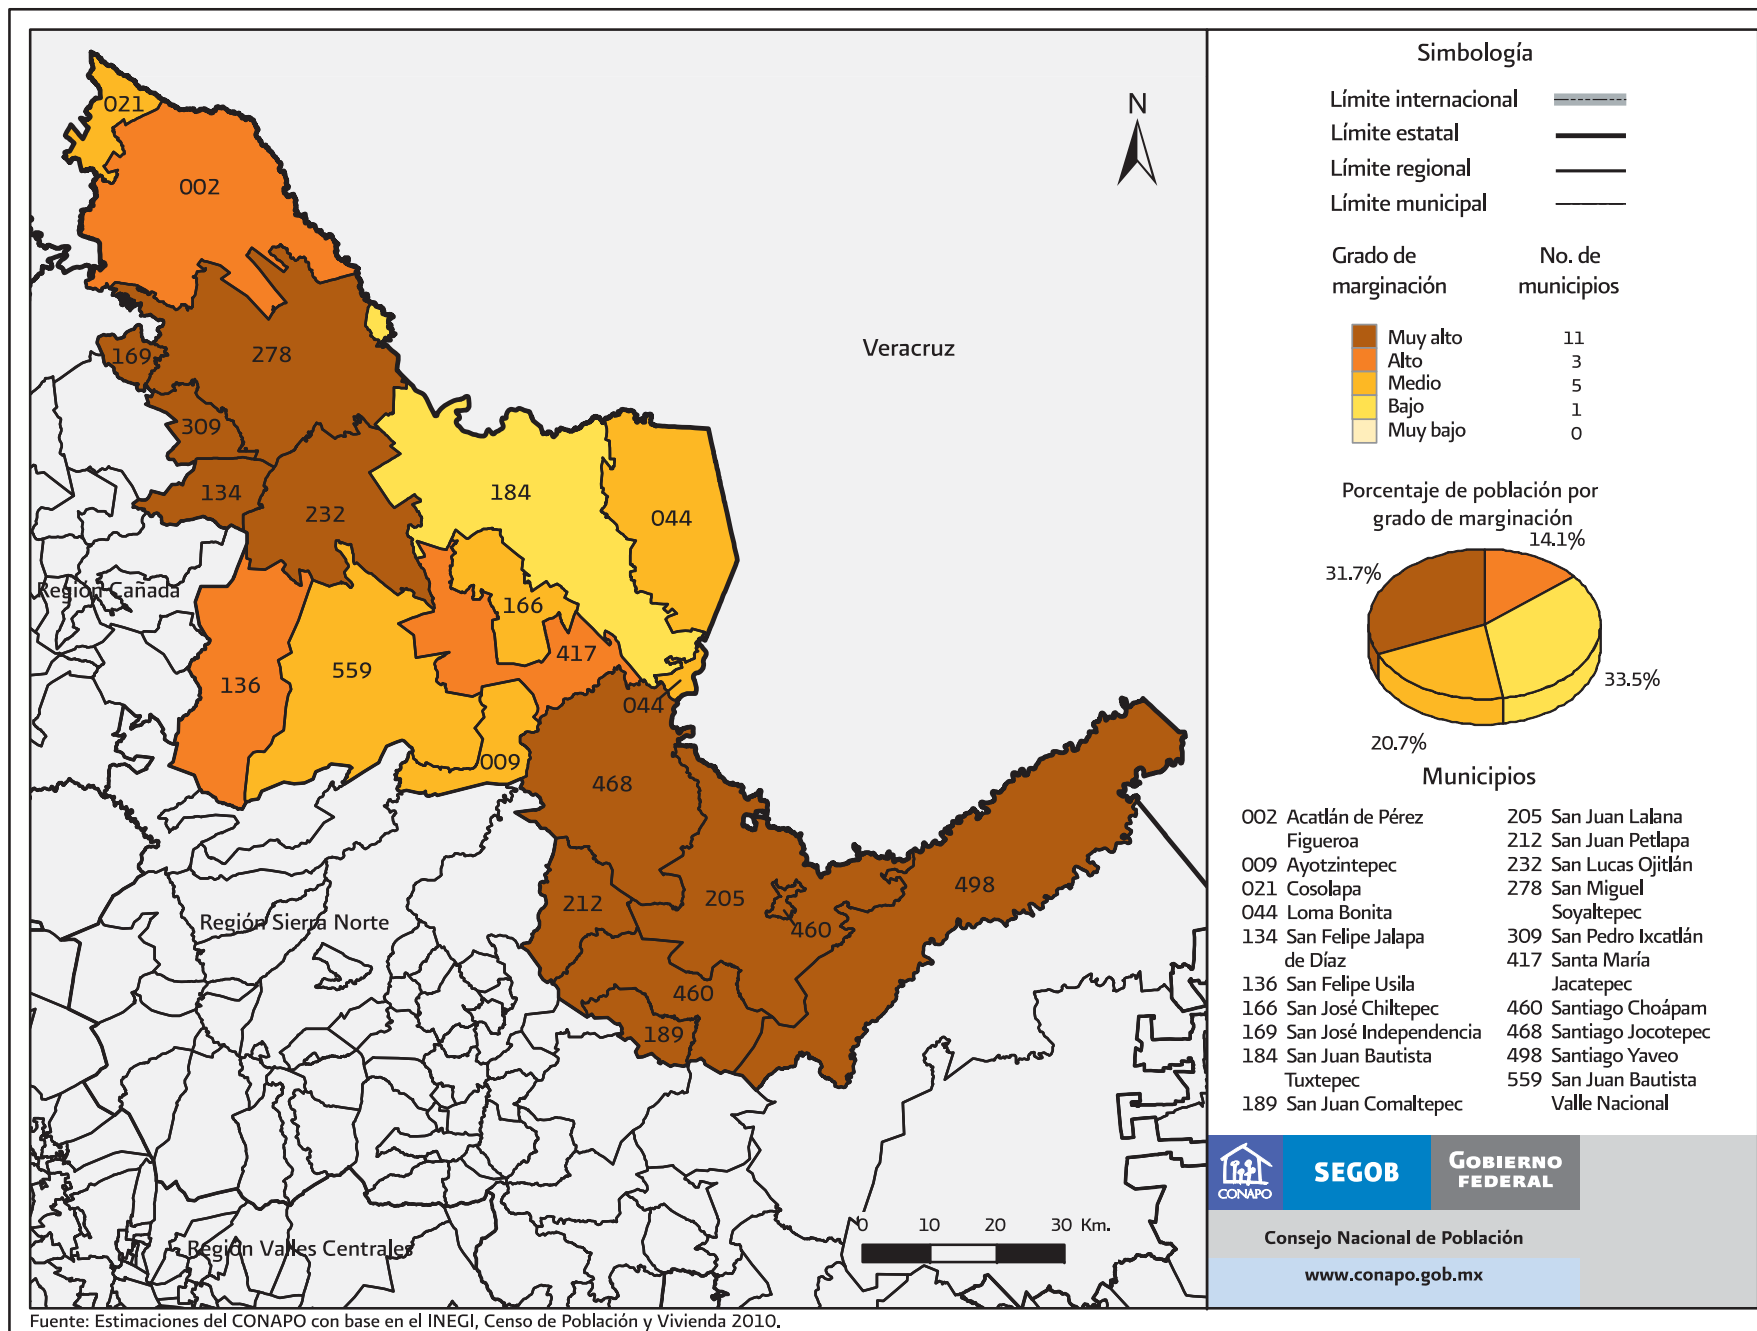 021
002
278
169
309
134
232
184
044
166
417
136
559
044
009
468
212
205
498
460
460
189
N
Veracruz
Región Cañada
Región Sierra Norte
Región Valles Centrales
0 10 20 30 Km.
Simbología
Límite internacional
Límite estatal
Límite regional
Límite municipal
Grado de marginación
No. de municipios
Muy alto 11
Alto 3
Medio 5
Bajo 1
Muy bajo 0
Porcentaje de población por
grado de marginación
14.1%
31.7%
33.5%
20.7%
Municipios
002 Acatlán de Pérez
Figueroa
009 Ayotzintepec
021 Cosolapa
044 Loma Bonita
134 San Felipe Jalapa
de Díaz
136 San Felipe Usila
166 San José Chiltepec
169 San José Independencia
184 San Juan Bautista
Tuxtepec
189 San Juan Comaltepec
205 San Juan Lalana
212 San Juan Petlapa
232 San Lucas Ojitlán
278 San Miguel
Soyaltepec
309 San Pedro Ixcatlán
417 Santa María
Jacatepec
460 Santiago Choápam
468 Santiago Jocotepec
498 Santiago Yaveo
559 San Juan Bautista
Valle Nacional
CONAPO
SEGOB
GOBIERNO
FEDERAL
Consejo Nacional de Población
www.conapo.gob.mx
Fuente: Estimaciones del CONAPO con base en el INEGI, Censo de Población y Vivienda 2010.